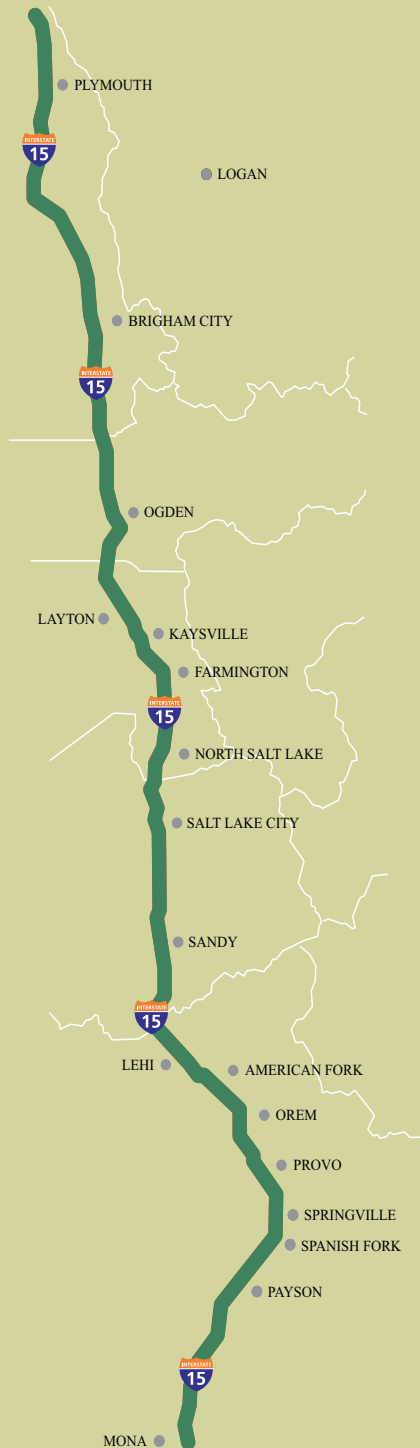 PLYMOUTH
INTERSTATE
15
LOGAN
BRIGHAM CITY
INTERSTATE
15
OGDEN
LAYTON
KAYSVILLE
FARMINGTON
INTERSTATE
15
NORTH SALT LAKE
SALT LAKE CITY
SANDY
INTERSTATE
15
LEHI
AMERICAN FORK
OREM
PROVO
SPRINGVILLE
SPANISH FORK
PAYSON
INTERSTATE
15
MONA